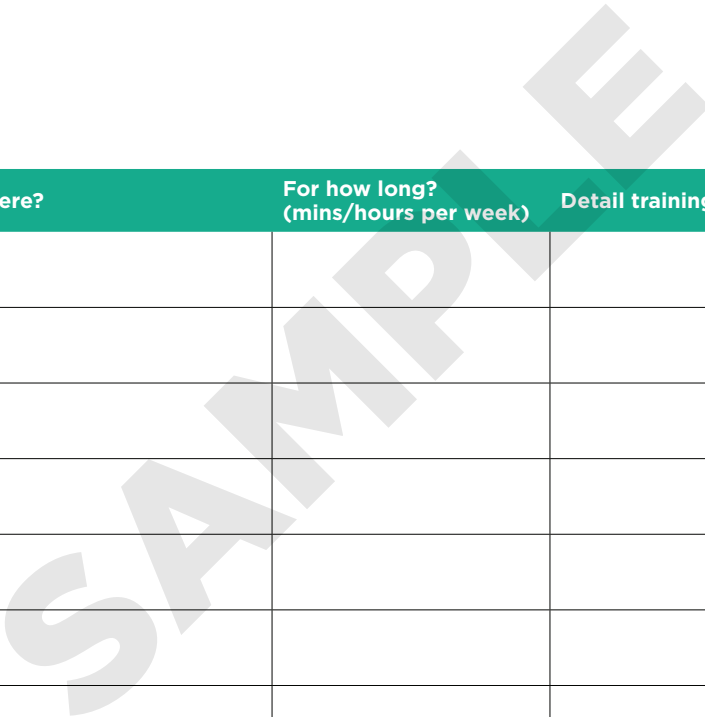 ere?
For how long?
(mins/hours per week)
Detail training
SAMPLE